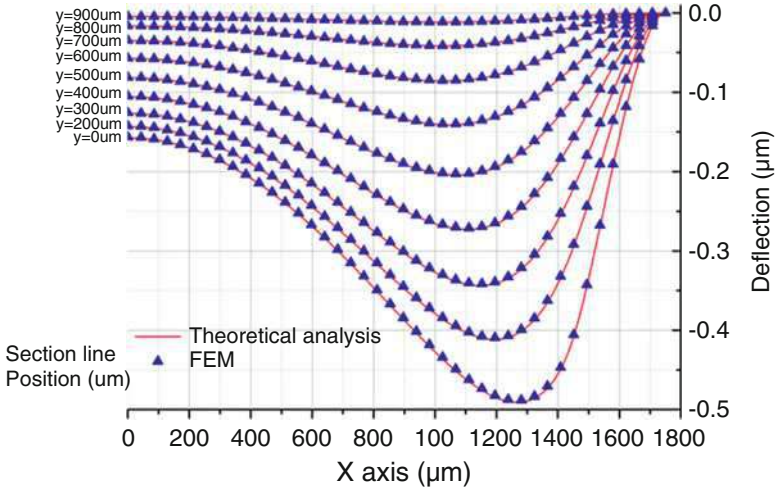 y=900um
y=800um
y=700um
y=600um
y=500um
y=400um
y=300um
y=200um
y=0um
0.0
-0.1
-0.2
-0.3
-0.4
-0.5
Deflection (µm)
Theoretical analysis
FEM
Section line
Position (um)
0 200 400 600 800 100 1200 1400 1600 1800
X axis (µm)